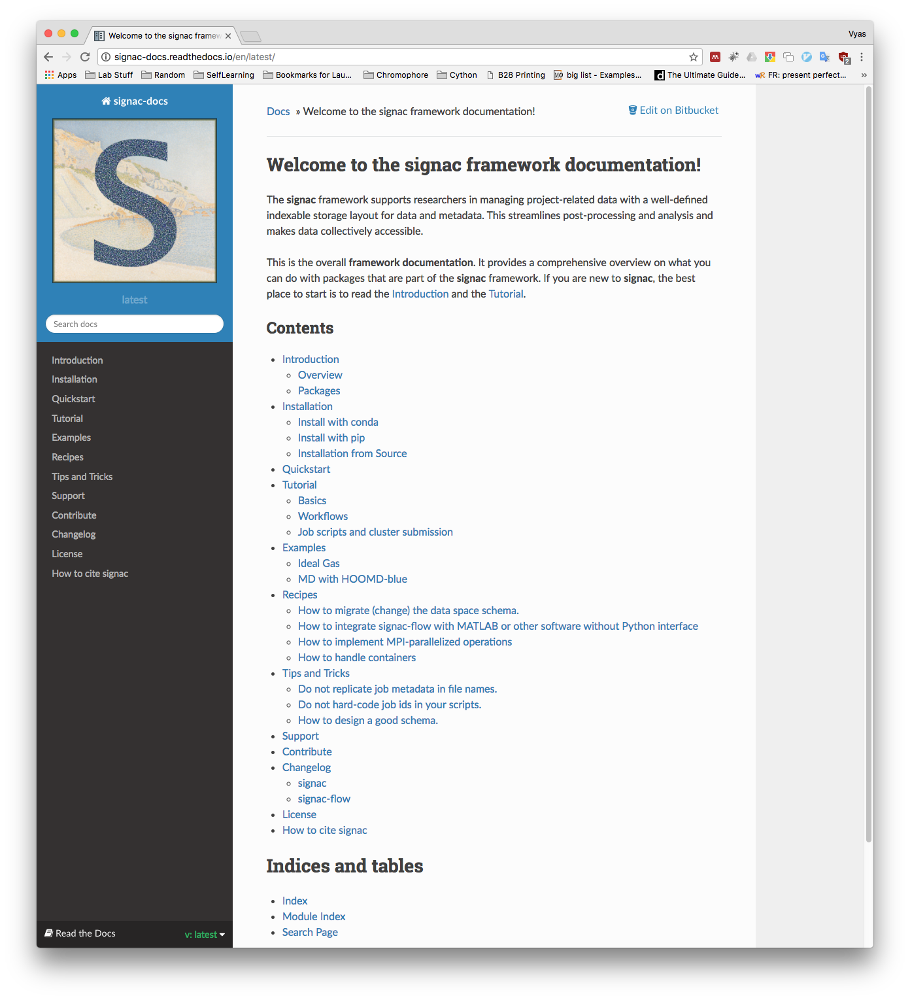 Welcome to the signac framew
Vyas
signac-docs.readthedocs.io/en/latest/
2
Apps Lab Stuff Random SelfLearning Bookmarks for Lau... Chromophore Cython B28 Printing MO big list - Examples... d The Ultimate Guide... wR FR: present perfect... »
signac-docs
S
latest
Search docs
Introduction
Installation
Quickstart
Tutorial
Examples
Recipes
Tips and Tricks
Support
Contribute
Changelog
License
How to cite signac
Read the Docs
v: latest
Docs » Welcome to the signac framework documentation!
Edit on Bitbucket
Welcome to the signac framework documentation!
The signac framework supports researchers in managing project-related data with a well-defined
indexable storage layout for data and metadata. This streamlines post-processing and analysis and
makes data collectively accessible.
This is the overall framework documentation. It provides a comprehensive overview on what you
can do with packages that are part of the signac framework. If you are new to signac, the best
place to start is to read the Introduction and the Tutorial.
Contents
Introduction
Overview
Packages
Installation
Install with conda
Install with pip
Installation from Source
Quickstart
Tutorial
Basics
Workflows
Job scripts and cluster submission
Examples
Ideal Gas
MD with HOOMD-blue
Recipes
How to migrate (change) the data space schema.
How to integrate signac-flow with MATLAB or other software without Python interface
How to implement MPI-parallelized operations
How to handle containers
Tips and Tricks
Do not replicate job metadata in file names.
Do not hard-code job ids in your scripts.
How to design a good schema.
Support
Contribute
Changelog
signac
signac-flow
License
How to cite signac
Indices and tables
Index
Module Index
Search Page